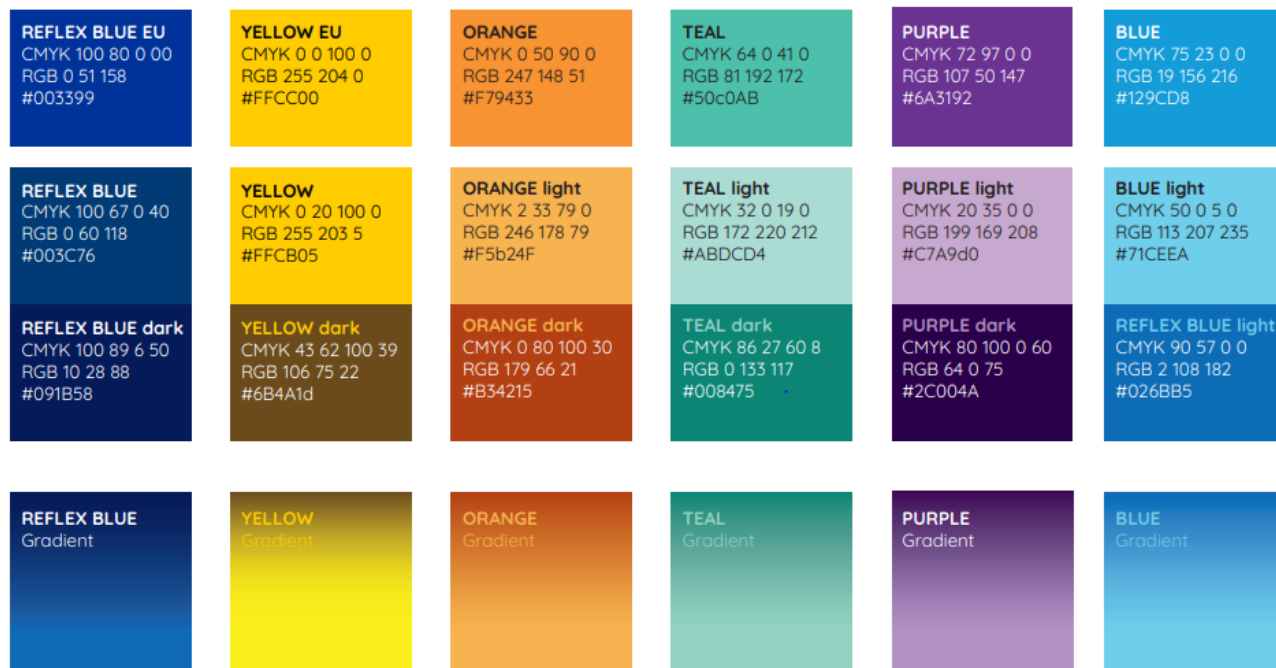 REFLEX BLUE EU
CMYK 100 80 0 00
RGB 0 51 158
#003399
YELLOW EU
CMYK 0 0 100 0
RGB 255 204 0
#FFCC00
ORANGE
CMYK 0 50 90 0
RGB 247 148 51
#F79433
TEAL
CMYK 64 0 41 0
RGB 81 192 172
#50c0AB
PURPLE
CMYK 72 97 0 0
RGB 107 50 147
#6A3192
BLUE
CMYK 75 23 0 0
RGB 19 156 216
#129CD8
REFLEX BLUE
CMYK 100 67 0 40
RGB 0 60 118
#003C76
YELLOW
CMYK 0 20 100 0
RGB 255 203 5
#FFCB05
ORANGE light
CMYK 2 33 79 0
RGB 246 178 79
#F5b24F
TEAL light
CMYK 32 0 19 0
RGB 172 220 212
#ABDCD4
PURPLE light
CMYK 20 35 0 0
RGB 199 169 208
#C7A9d0
BLUE light
CMYK 50 0 5 0
RGB 113 207 235
#71CEEA
REFLEX BLUE dark
CMYK 100 89 6 50
RGB 10 28 88
#091B58
YELLOW dark
CMYK 43 62 100 39
RGB 106 75 22
#6B4A1d
ORANGE dark
CMYK 0 80 100 30
RGB 179 66 21
#B34215
TEAL dark
CMYK 86 27 60 8
RGB 0 133 117
#008475
PURPLE dark
CMYK 80 100 0 60
RGB 64 0 75
#2C004A
REFLEX BLUE light
CMYK 90 57 0 0
RGB 2 108 182
#026BB5
REFLEX BLUE
Gradient
YELLOW
Gradient
ORANGE
Gradient
TEAL
Gradient
PURPLE
Gradient
BLUE
Gradient